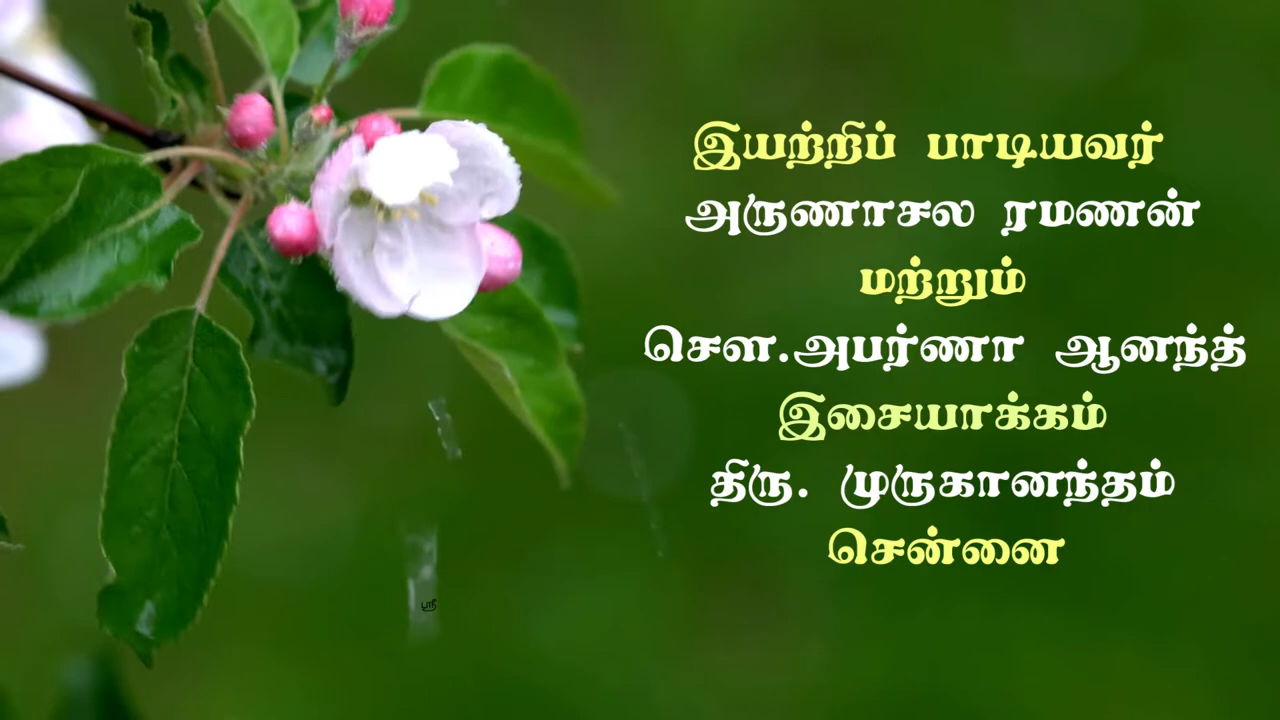 இயற்றிப் பாடியவர்
அருணாசல ரமணன்
மற்றும்
சௌ.அபர்ணா ஆனந்த்
இசையாக்கம்
திரு. முருகானந்தம்
சென்னை
ஸ்ரீ